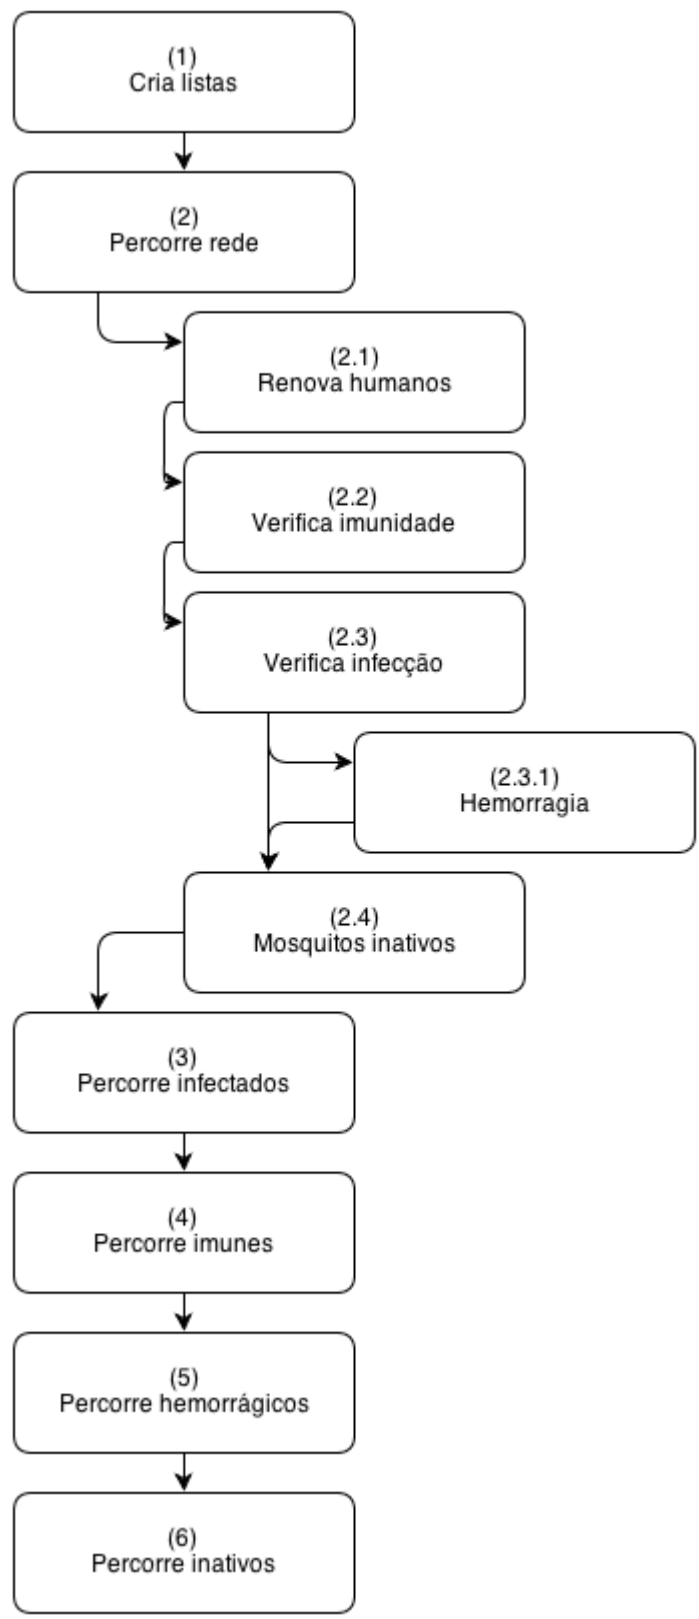 (1)
Cria listas
(2)
Percorre rede
(2.1)
Renova humanos
(2.2)
Verifica imunidade
(2.3)
Verifica infecção
(2.3.1)
Hemorragia
(2.4)
Mosquitos inativos
(3)
Percorre infectados
(4)
Percorre imunes
(5)
Percorre hemorrágicos
(6)
Percorre inativos